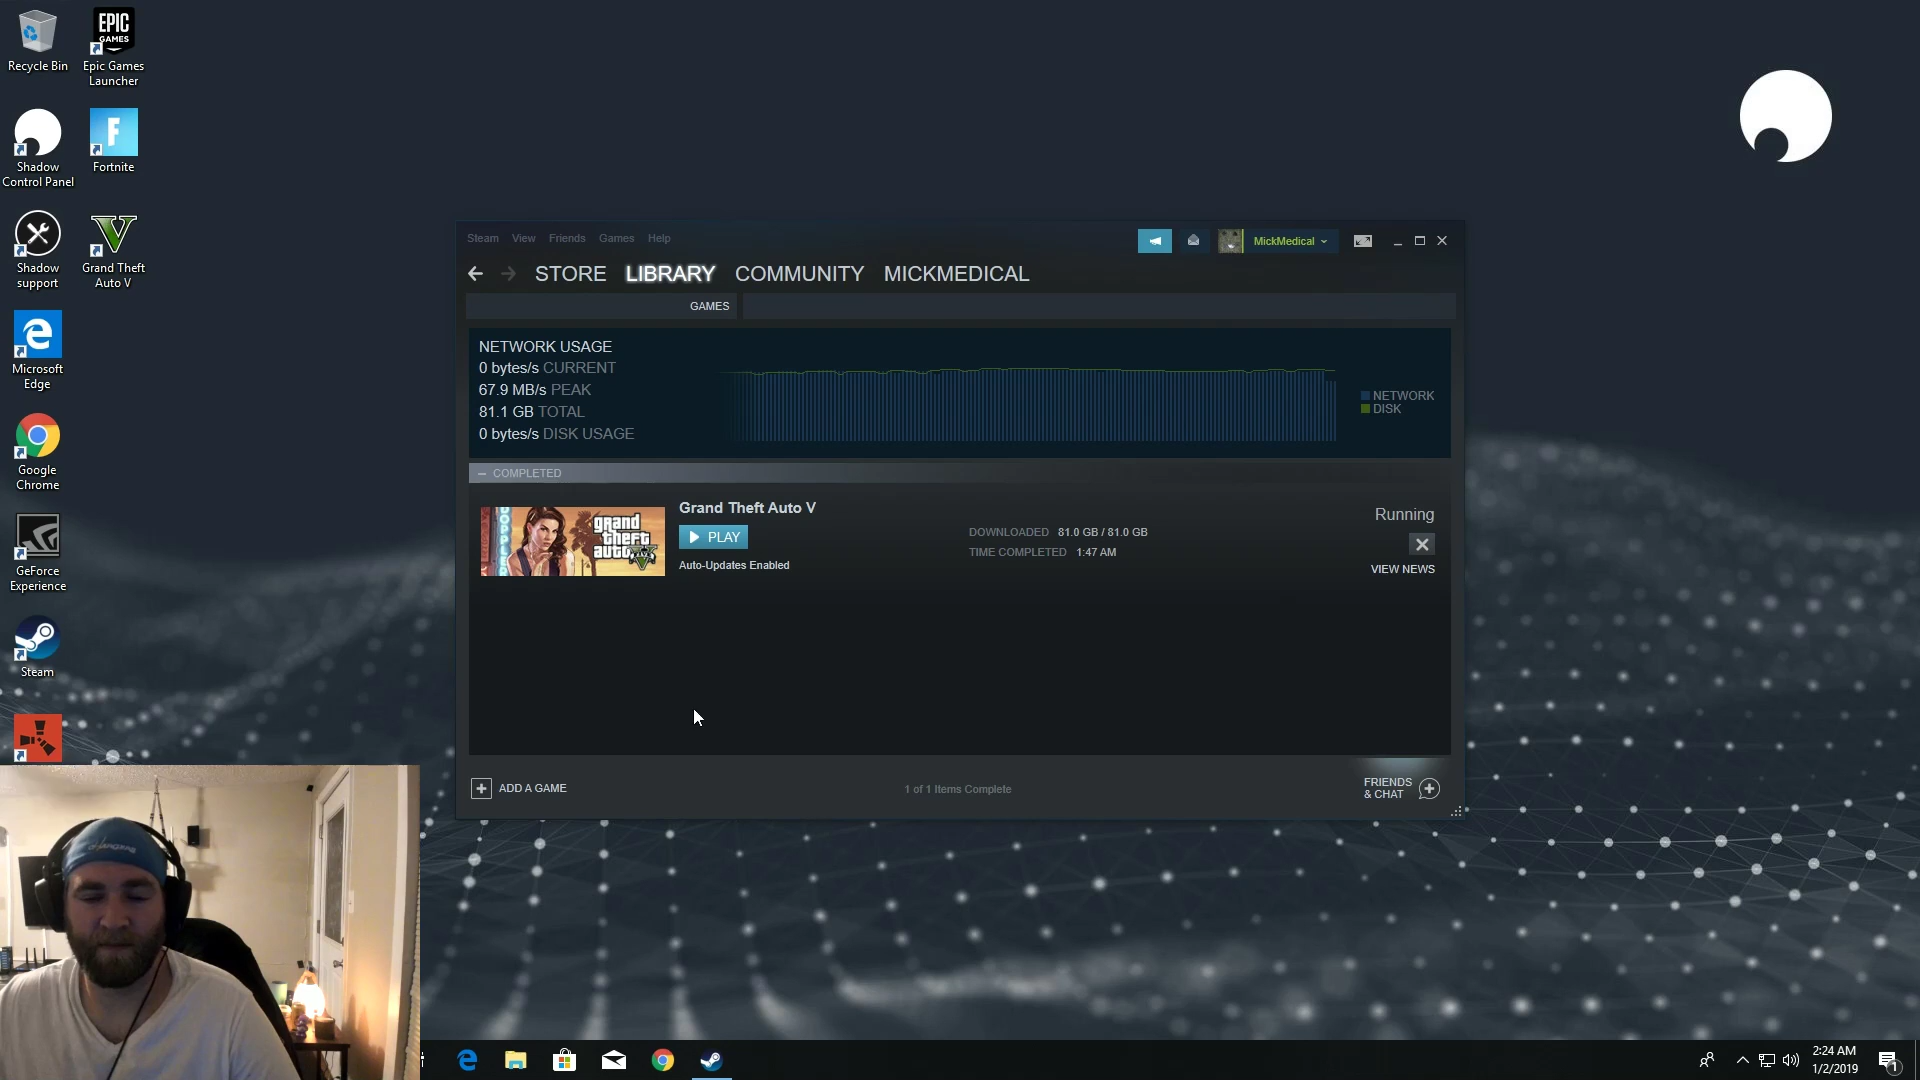 Recycle Bin
EPIC
GAMES
Epic Games
Launcher
Shadow
Control Panel
F
Fortnite
Shadow
support
V
Grand Theft
Auto V
Microsoft
Edge
Google
Chrome
GeForce
Experience
Steam
Steam View Friends Games Help
MickMedical
STORE LIBRARY COMMUNITY MICKMEDICAL
GAMES
NETWORK USAGE
0 bytes/s CURRENT
67.9 MB/s PEAK
81.1 GB TOTAL
0 bytes/s DISK USAGE
NETWORK
DISK
COMPLETED
grand
theft
auto
V
Grand Theft Auto V
PLAY
Auto-Updates Enabled
DOWNLOADED 81.0 GB / 81.0 GB
TIME COMPLETED 1:47 AM
Running
VIEW NEWS
ADD A GAME
1 of 1 Items Complete
FRIENDS
& CHAT
2:24 AM
1/2/2019
1